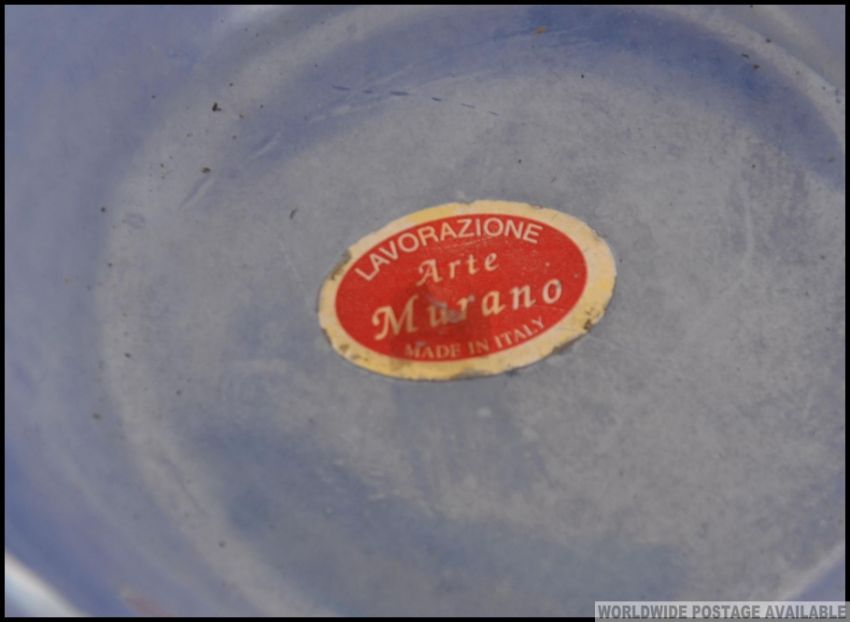 LAVORAZIONE
Arte
Murano
MADE IN ITALY
WORLDWIDE POSTAGE AVAILABLE